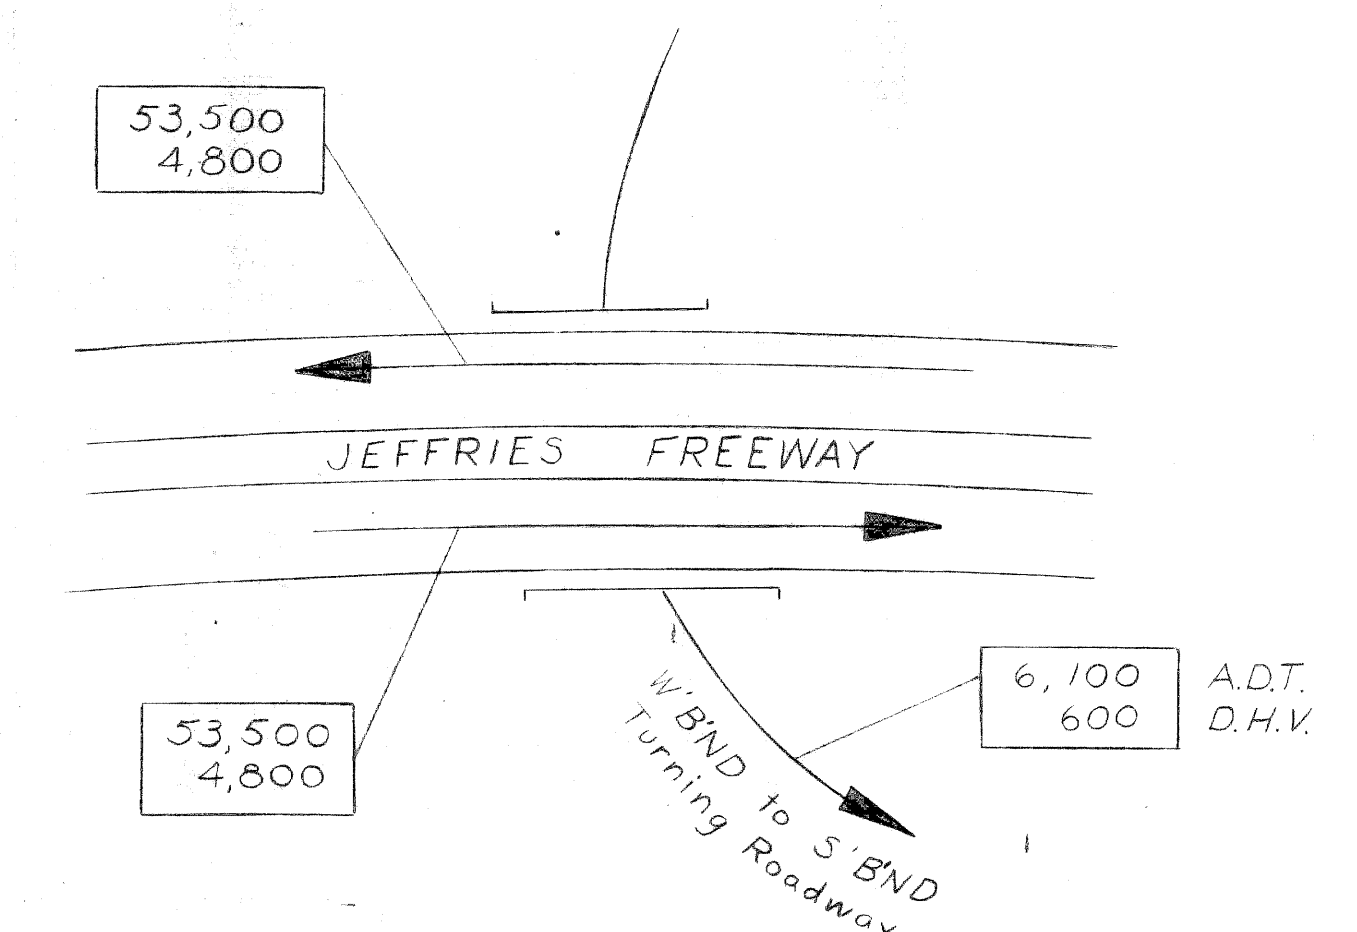 53,500
4,800
JEFFRIES FREEWAY
53,500
4,800
6,100 A.D.T.
600 D.H.V.
W'B'ND to S'B'ND
Turning Roadway